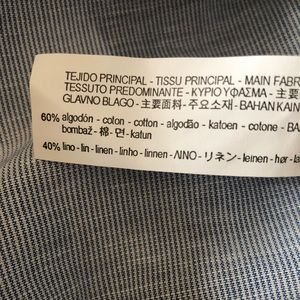 TEJIDO PRINCIPAL - TISSU PRINCIPAL - MAIN FABR
TESSUTO PREDOMINANTE - ΚΥΡΙΟ ΥΦΑΣΜΑ - 主要
GLAVNO BLAGO - 主要面料 - 주요소재 - BAHAN KAIN
60% algodón - coton - cotton - algodão - katoen - cotone - BA
bombaž - 棉 - 면 - katun
40% lino - lin - linen - linho - linnen - ΛΙΝΟ - リネン - leinen - hør - la